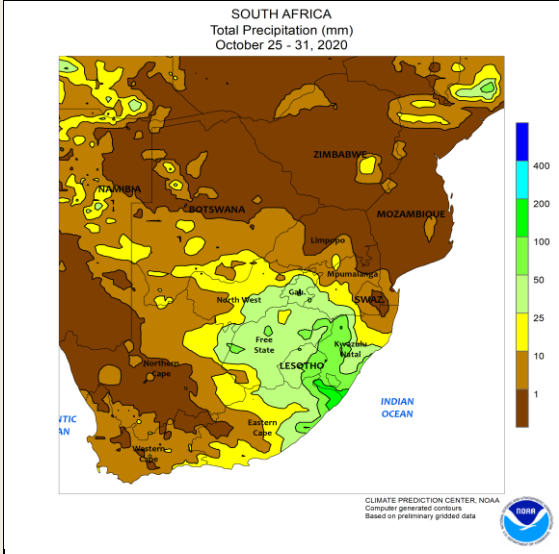 SOUTH AFRICA
Total Precipitation (mm)
October 25 - 31, 2020
ZIMBABWE
NAMIBIA
BOTSWANA
MOZAMBIQUE
Limpopo
Mpumalanga
Gau.
SWAZ.
North West
Free
State
Kwazulu
Natal
LESOTHO
Northern
Cape
Eastern
Cape
Western
Cape
NTIC
AN
INDIAN
OCEAN
400
200
100
50
25
10
1
CLIMATE PREDICTION CENTER, NOAA
Computer generated contours
Based on preliminary gridded data
NOAA